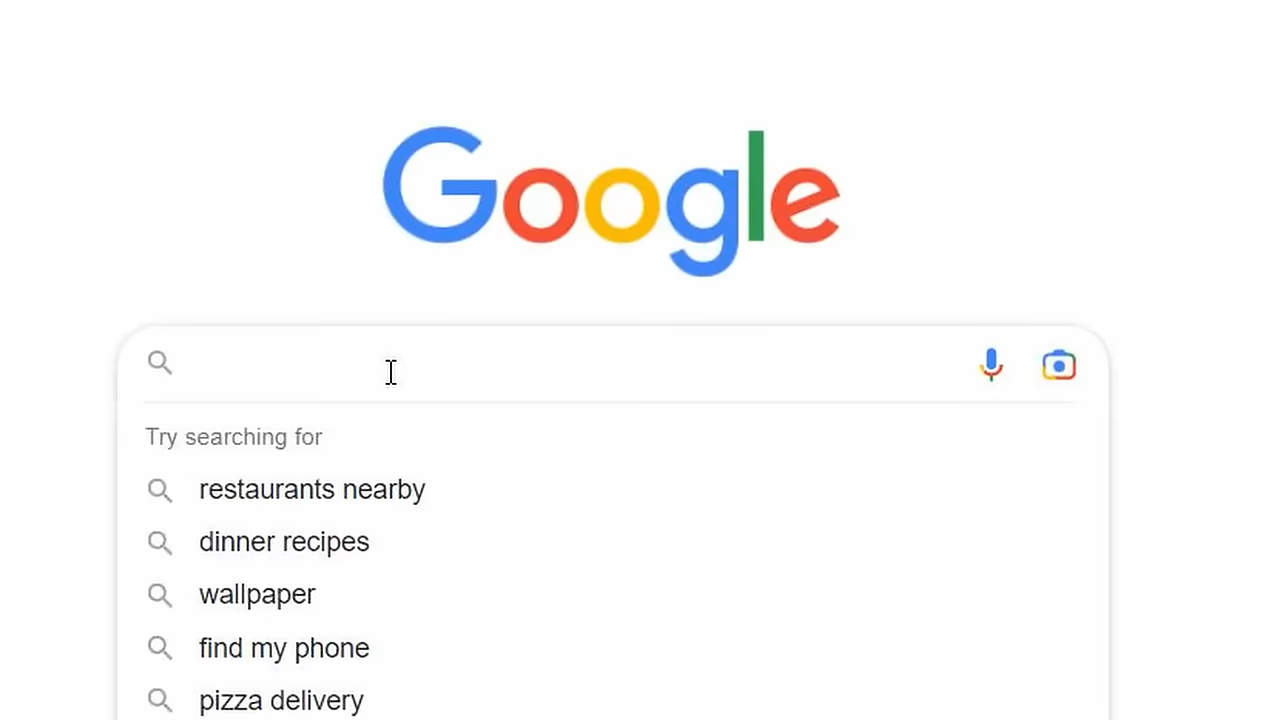 Google
Try searching for
restaurants nearby
dinner recipes
wallpaper
find my phone
pizza delivery